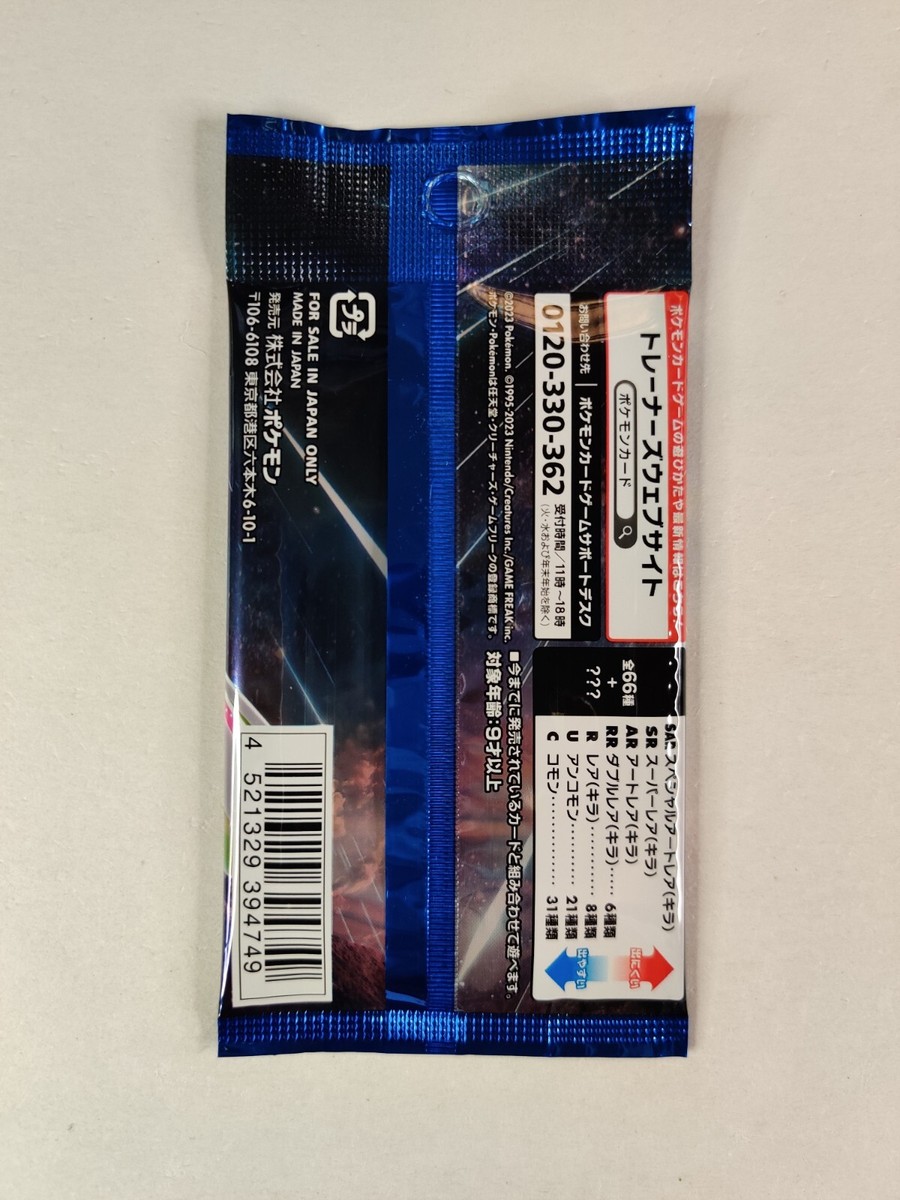 ポケモンカードゲームの遊びかたや最新情報はこちら！
トレーナーズウェブサイト
ポケモンカード
お問い合わせ先 ポケモンカードゲームサポートデスク
0120-330-362 受付時間／11時～18時
(火・水および年末年始を除く)
©2023 Pokémon. ©1995-2023 Nintendo/Creatures Inc./GAME FREAK inc.
ポケモン・Pokémonは任天堂・クリーチャーズ・ゲームフリークの登録商標です。
全66種
+
???
SAR スペシャルアートレア(キラ)
SR スーパーレア(キラ)
AR アートレア(キラ)
RR ダブルレア(キラ)····· 6種類
R レア(キラ)·········· 8種類
U アンコモン········ 21種類
C コモン············ 31種類
出にくい
出やすい
■今までに発売されているカードと組み合わせて遊べます。
対象年齢:9才以上
プラ
FOR SALE IN JAPAN ONLY
MADE IN JAPAN
発売元 株式会社ポケモン
〒106-6108 東京都港区六本木6-10-1
4 521329 394749